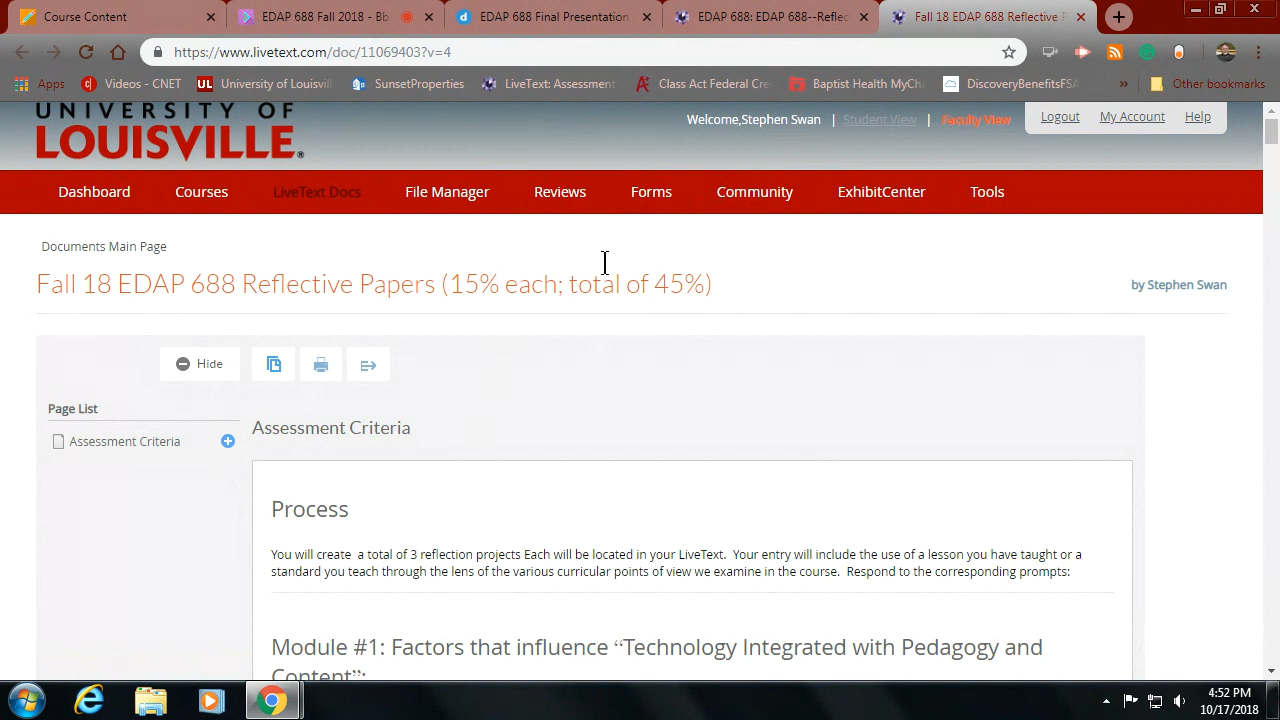 Course Content
EDAP 688 Fall 2018 - Bb
EDAP 688 Final Presentation
EDAP 688: EDAP 688--Refle
Fall 18 EDAP 688 Reflective P
https://www.livetext.com/doc/11069403?v=4
Apps
Videos - CNET
University of Louisvill
SunsetProperties
LiveText: Assessment
Class Act Federal Cre
Baptist Health MyCh
DiscoveryBenefitsFSA
Other bookmarks
UNIVERSITY OF
LOUISVILLE®
Welcome,Stephen Swan | Student View | Faculty View
Logout My Account Help
Dashboard Courses LiveText Docs File Manager Reviews Forms Community ExhibitCenter Tools
Documents Main Page
Fall 18 EDAP 688 Reflective Papers (15% each; total of 45%)
by Stephen Swan
Hide
Page List
Assessment Criteria
Assessment Criteria
Process
You will create a total of 3 reflection projects Each will be located in your LiveText. Your entry will include the use of a lesson you have taught or a
standard you teach through the lens of the various curricular points of view we examine in the course. Respond to the corresponding prompts:
Module #1: Factors that influence “Technology Integrated with Pedagogy and
Content”:
4:52 PM
10/17/2018